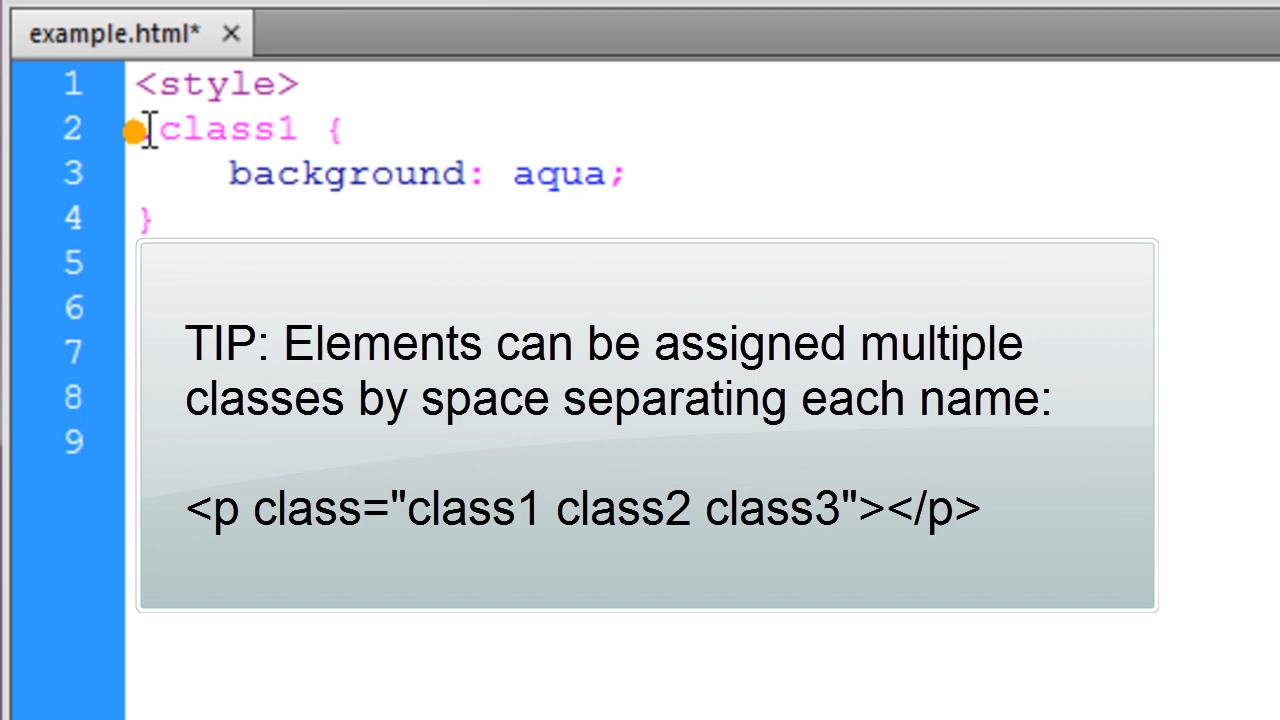 example.html* ×
1 <style>
2 .class1 {
3 background: aqua;
4 }
5
6
7
8
9
TIP: Elements can be assigned multiple
classes by space separating each name:
<p class="class1 class2 class3"></p>